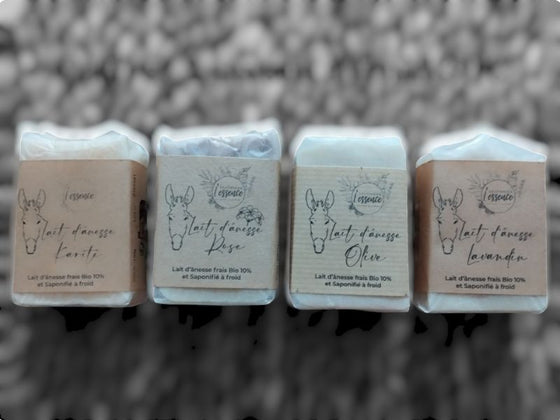 l'essence
Lait d'ânesse
Karité
Lait d'ânesse frais Bio 10%
et Saponifié à froid
l'essence
Lait d'ânesse
Rose
Lait d'ânesse frais Bio 10%
et Saponifié à froid
l'essence
Lait d'ânesse
Olive
Lait d'ânesse frais Bio 10%
et Saponifié à froid
l'essence
Lait d'ânesse
Lavandin
Lait d'ânesse frais Bio 10%
et Saponifié à froid